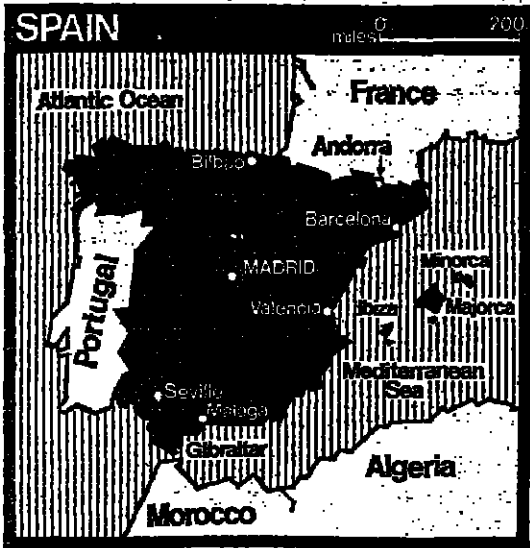 SPAIN
0 200
miles
Atlantic Ocean
France
Andorra
Bilbao
Barcelona
Portugal
MADRID
Minorca
Valencia
Ibiza
Majorca
Mediterranean
Sea
Seville
Malaga
Gibraltar
Algeria
Morocco